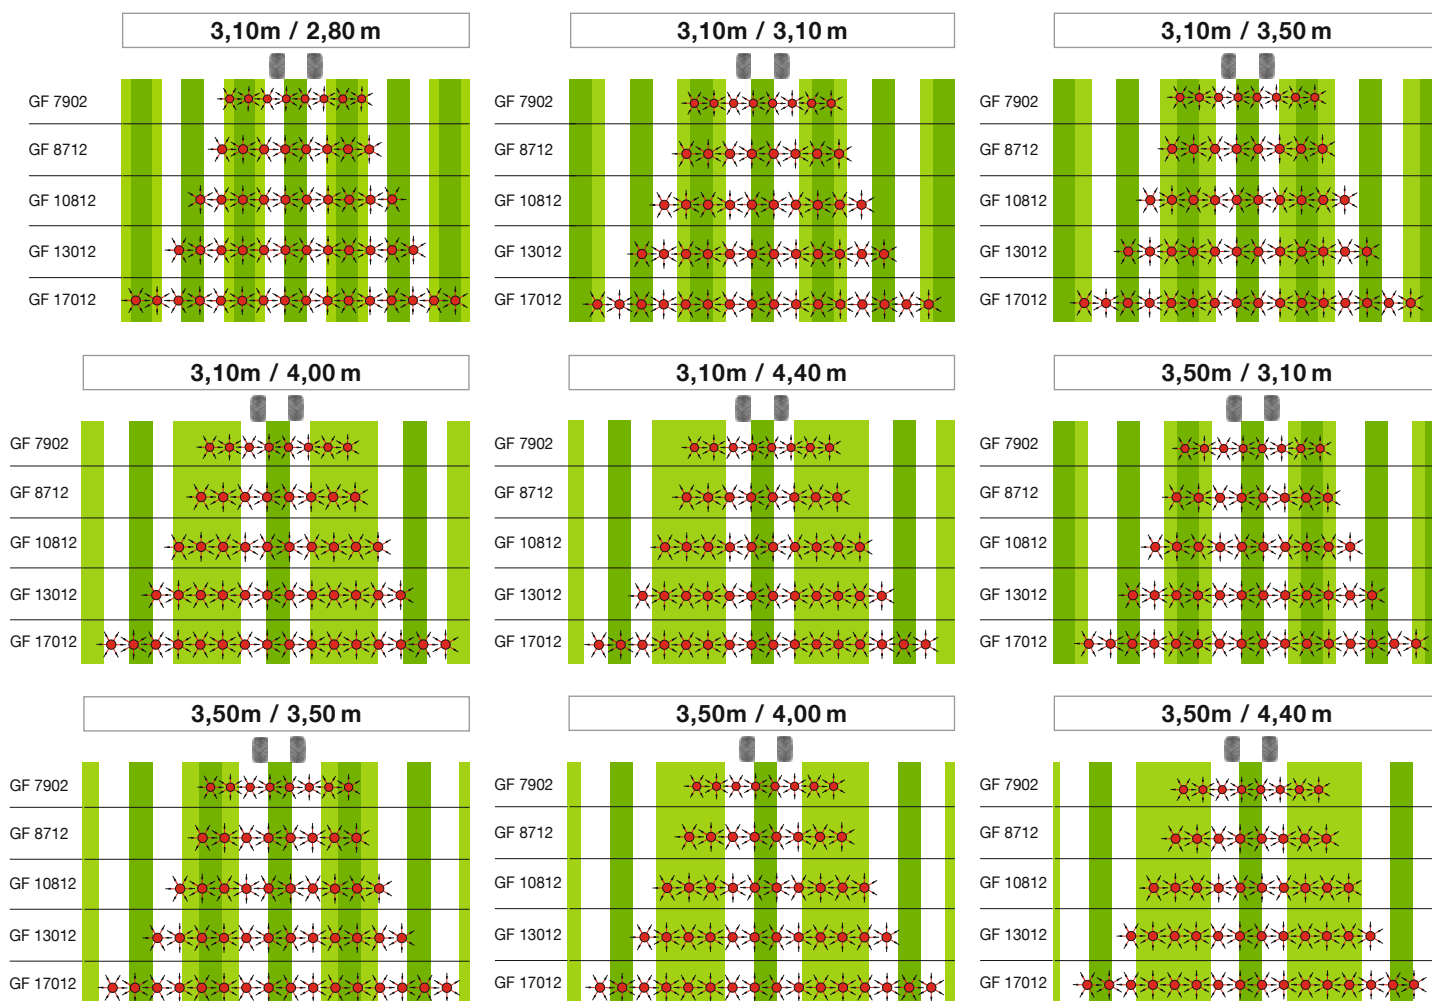 3,10m / 2,80 m
GF 7902
GF 8712
GF 10812
GF 13012
GF 17012
3,10m / 3,10 m
GF 7902
GF 8712
GF 10812
GF 13012
GF 17012
3,10m / 3,50 m
GF 7902
GF 8712
GF 10812
GF 13012
GF 17012
3,10m / 4,00 m
GF 7902
GF 8712
GF 10812
GF 13012
GF 17012
3,10m / 4,40 m
GF 7902
GF 8712
GF 10812
GF 13012
GF 17012
3,50m / 3,10 m
GF 7902
GF 8712
GF 10812
GF 13012
GF 17012
3,50m / 3,50 m
GF 7902
GF 8712
GF 10812
GF 13012
GF 17012
3,50m / 4,00 m
GF 7902
GF 8712
GF 10812
GF 13012
GF 17012
3,50m / 4,40 m
GF 7902
GF 8712
GF 10812
GF 13012
GF 17012